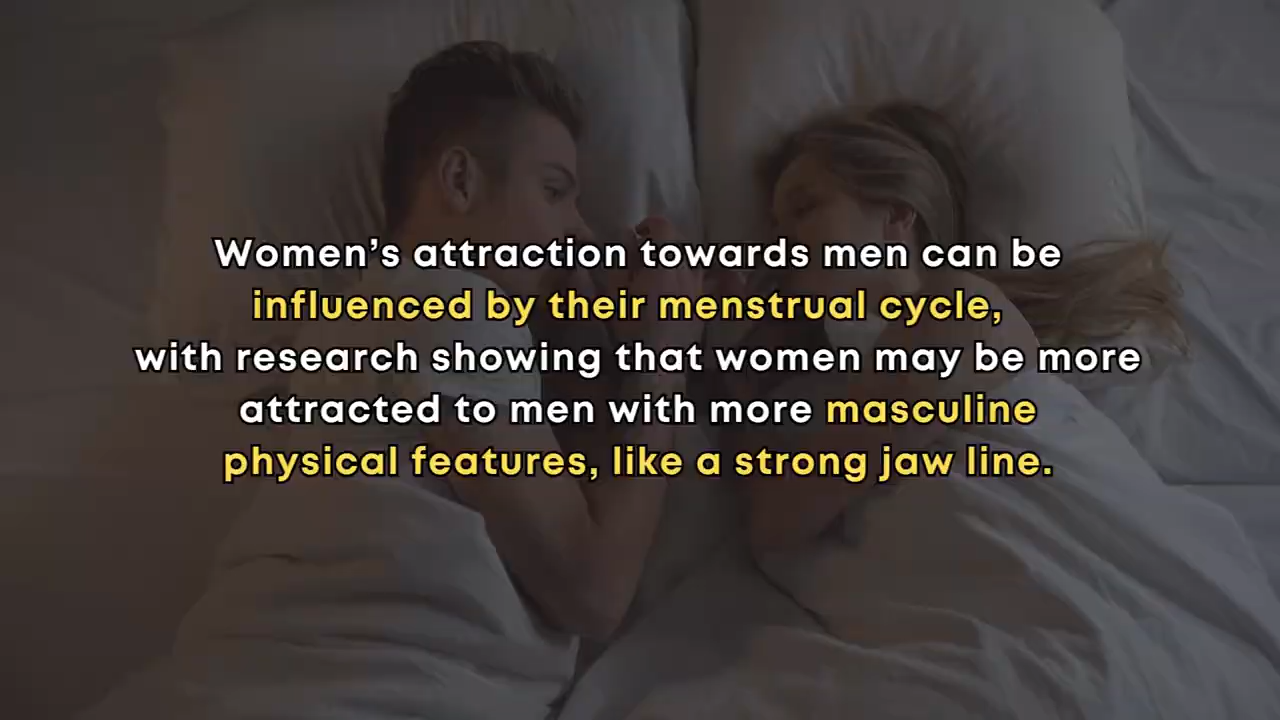 Women’s attraction towards men can be
influenced by their menstrual cycle,
with research showing that women may be more
attracted to men with more masculine
physical features, like a strong jaw line.